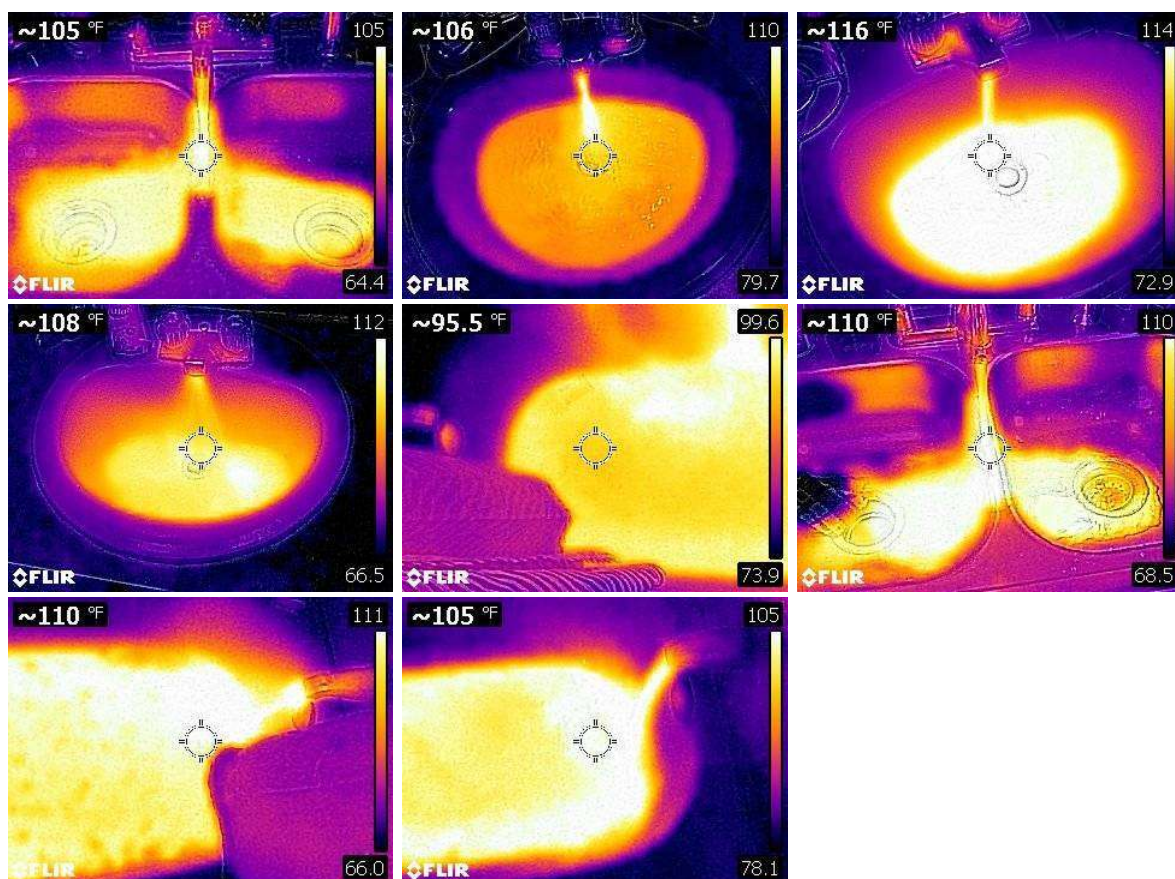 ~105 °F 105
64.4
◇FLIR
~106 °F 110
79.7
◇FLIR
~116 °F 114
72.9
◇FLIR
~108 °F 112
66.5
◇FLIR
~95.5 °F 99.6
73.9
◇FLIR
~110 °F 110
68.5
◇FLIR
~110 °F 111
66.0
◇FLIR
~105 °F 105
78.1
◇FLIR